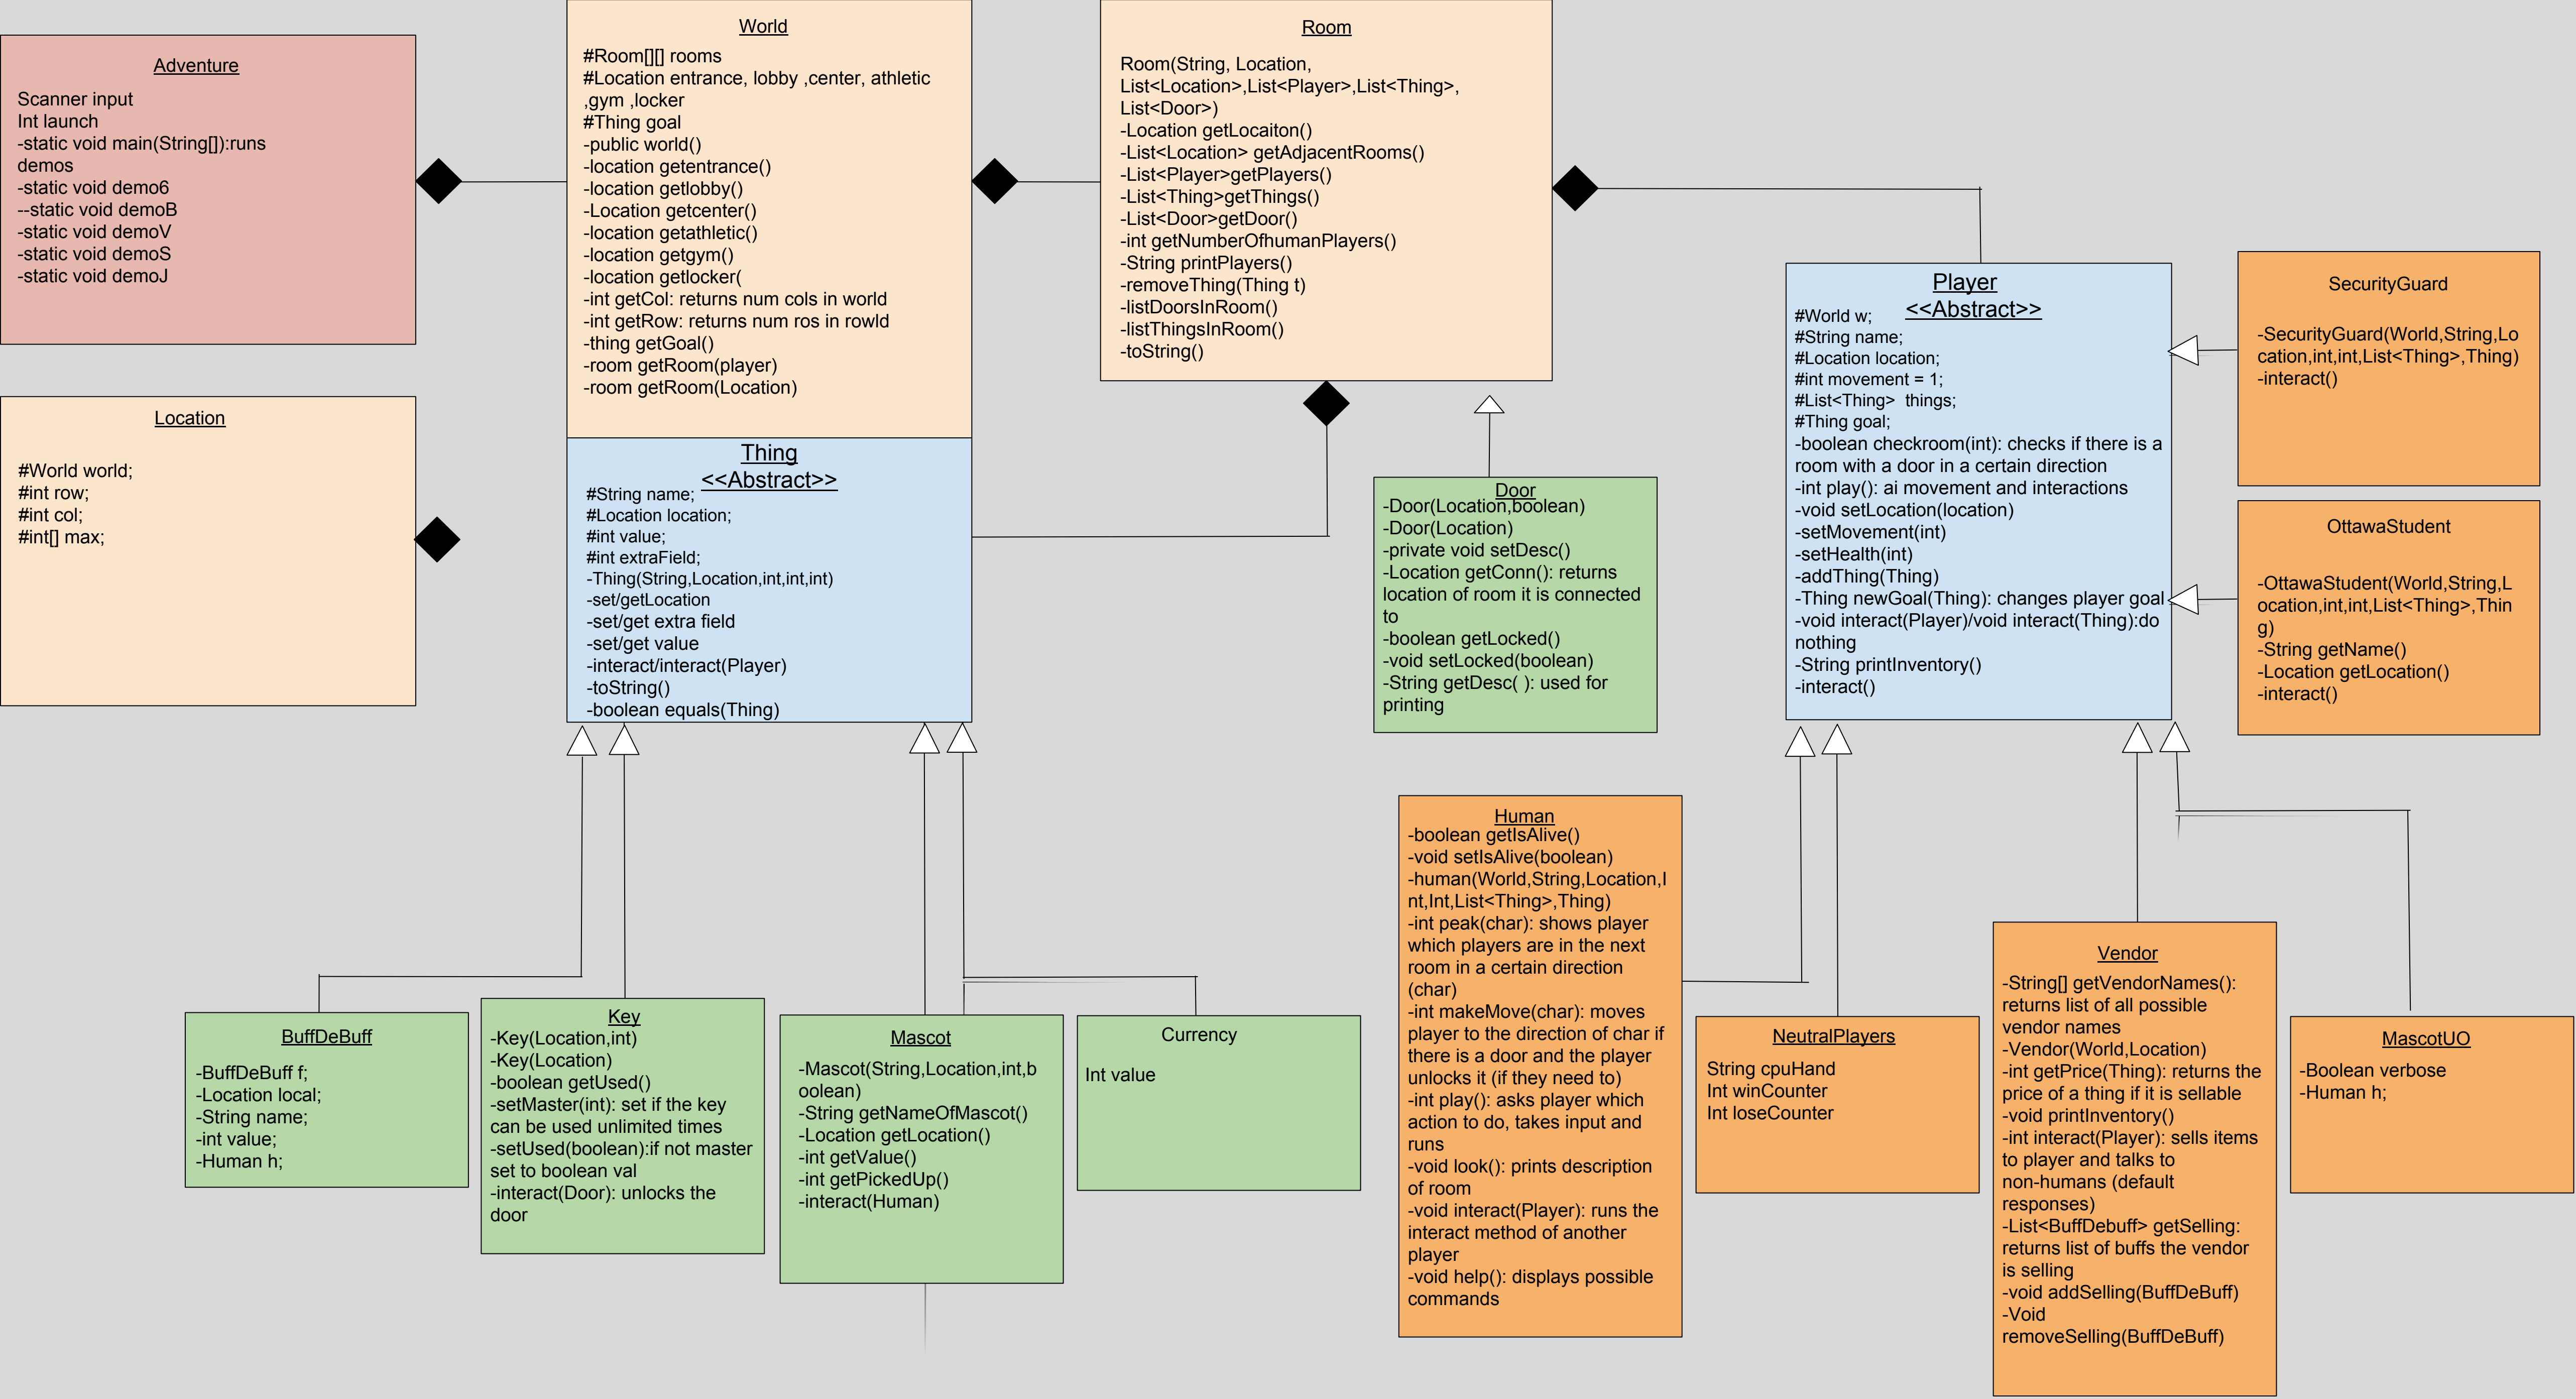 Adventure
Scanner input
Int launch
-static void main(String[]):runs
demos
-static void demo6
--static void demoB
-static void demoV
-static void demoS
-static void demoJ
World
#Room[][] rooms
#Location entrance, lobby ,center, athletic
,gym ,locker
#Thing goal
-public world()
-location getentrance()
-location getlobby()
-Location getcenter()
-location getathletic()
-location getgym()
-location getlocker(
-int getCol: returns num cols in world
-int getRow: returns num ros in rowld
-thing getGoal()
-room getRoom(player)
-room getRoom(Location)
Room
Room(String, Location,
List<Location>,List<Player>,List<Thing>,
List<Door>)
-Location getLocaiton()
-List<Location> getAdjacentRooms()
-List<Player>getPlayers()
-List<Thing>getThings()
-List<Door>getDoor()
-int getNumberOfhumanPlayers()
-String printPlayers()
-removeThing(Thing t)
-listDoorsInRoom()
-listThingsInRoom()
-toString()
Location
#World world;
#int row;
#int col;
#int[] max;
Thing
<<Abstract>>
#String name;
#Location location;
#int value;
#int extraField;
-Thing(String,Location,int,int,int)
-set/getLocation
-set/get extra field
-set/get value
-interact/interact(Player)
-toString()
-boolean equals(Thing)
Door
-Door(Location,boolean)
-Door(Location)
-private void setDesc()
-Location getConn(): returns
location of room it is connected
to
-boolean getLocked()
-void setLocked(boolean)
-String getDesc( ): used for
printing
Player
<<Abstract>>
#World w;
#String name;
#Location location;
#int movement = 1;
#List<Thing>  things;
#Thing goal;
-boolean checkroom(int): checks if there is a
room with a door in a certain direction
-int play(): ai movement and interactions
-void setLocation(location)
-setMovement(int)
-setHealth(int)
-addThing(Thing)
-Thing newGoal(Thing): changes player goal
-void interact(Player)/void interact(Thing):do
nothing
-String printInventory()
-interact()
SecurityGuard
-SecurityGuard(World,String,Lo
cation,int,int,List<Thing>,Thing)
-interact()
OttawaStudent
-OttawaStudent(World,String,L
ocation,int,int,List<Thing>,Thin
g)
-String getName()
-Location getLocation()
-interact()
BuffDeBuff
-BuffDeBuff f;
-Location local;
-String name;
-int value;
-Human h;
Key
-Key(Location,int)
-Key(Location)
-boolean getUsed()
-setMaster(int): set if the key
can be used unlimited times
-setUsed(boolean):if not master
set to boolean val
-interact(Door): unlocks the
door
Mascot
-Mascot(String,Location,int,b
oolean)
-String getNameOfMascot()
-Location getLocation()
-int getValue()
-int getPickedUp()
-interact(Human)
Currency
Int value
Human
-boolean getIsAlive()
-void setIsAlive(boolean)
-human(World,String,Location,I
nt,Int,List<Thing>,Thing)
-int peak(char): shows player
which players are in the next
room in a certain direction
(char)
-int makeMove(char): moves
player to the direction of char if
there is a door and the player
unlocks it (if they need to)
-int play(): asks player which
action to do, takes input and
runs
-void look(): prints description
of room
-void interact(Player): runs the
interact method of another
player
-void help(): displays possible
commands
NeutralPlayers
String cpuHand
Int winCounter
Int loseCounter
Vendor
-String[] getVendorNames():
returns list of all possible
vendor names
-Vendor(World,Location)
-int getPrice(Thing): returns the
price of a thing if it is sellable
-void printInventory()
-int interact(Player): sells items
to player and talks to
non-humans (default
responses)
-List<BuffDebuff> getSelling:
returns list of buffs the vendor
is selling
-void addSelling(BuffDeBuff)
-Void
removeSelling(BuffDeBuff)
MascotUO
-Boolean verbose
-Human h;